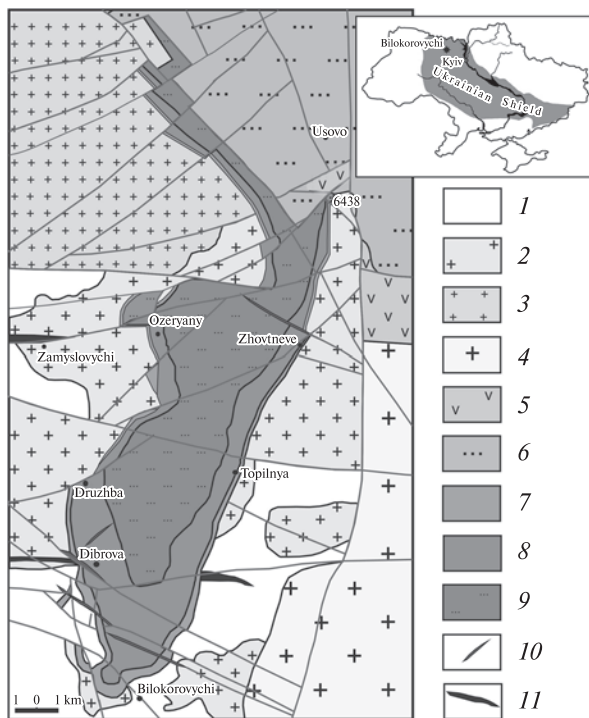 Bilokorovychi
Kyiv
Ukrainian Shield
Usovo
6438
Ozeryany
Zamyslovychi
Zhovtneve
Topilnya
Druzhba
Dibrova
Bilokorovychi
1 0 1 km
1
2
3
4
5
6
7
8
9
10
11